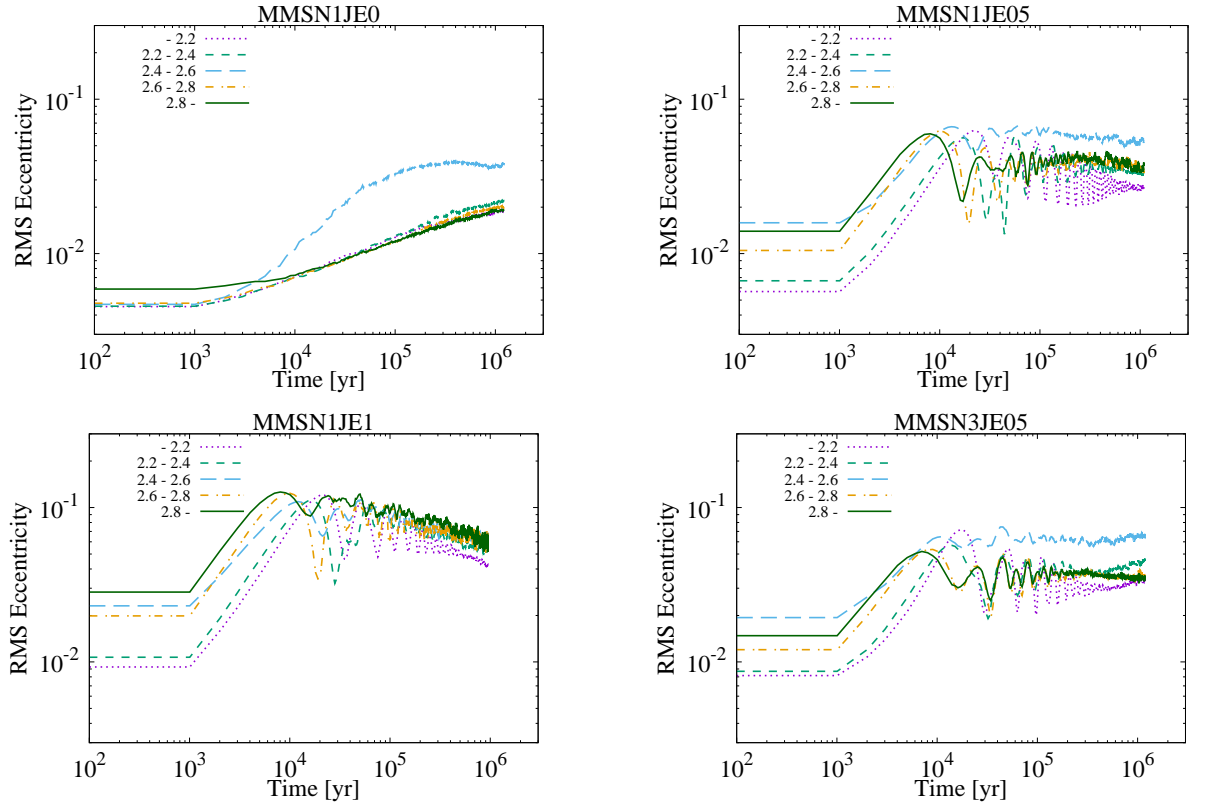 MMSN1JE0
- 2.2
2.2 - 2.4
2.4 - 2.6
2.6 - 2.8
2.8 -
RMS Eccentricity
10^-1
10^-2
10^2 10^3 10^4 10^5 10^6
Time [yr]
MMSN1JE05
- 2.2
2.2 - 2.4
2.4 - 2.6
2.6 - 2.8
2.8 -
RMS Eccentricity
10^-1
10^-2
10^2 10^3 10^4 10^5 10^6
Time [yr]
MMSN1JE1
- 2.2
2.2 - 2.4
2.4 - 2.6
2.6 - 2.8
2.8 -
RMS Eccentricity
10^-1
10^-2
10^2 10^3 10^4 10^5 10^6
Time [yr]
MMSN3JE05
- 2.2
2.2 - 2.4
2.4 - 2.6
2.6 - 2.8
2.8 -
RMS Eccentricity
10^-1
10^-2
10^2 10^3 10^4 10^5 10^6
Time [yr]